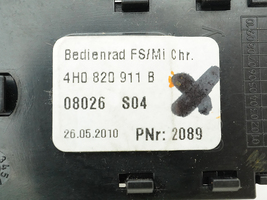 Bedienrad FS/Mi Chr.
4H0 820 911 B
08026 S04
26.05.2010 PNr: 2089